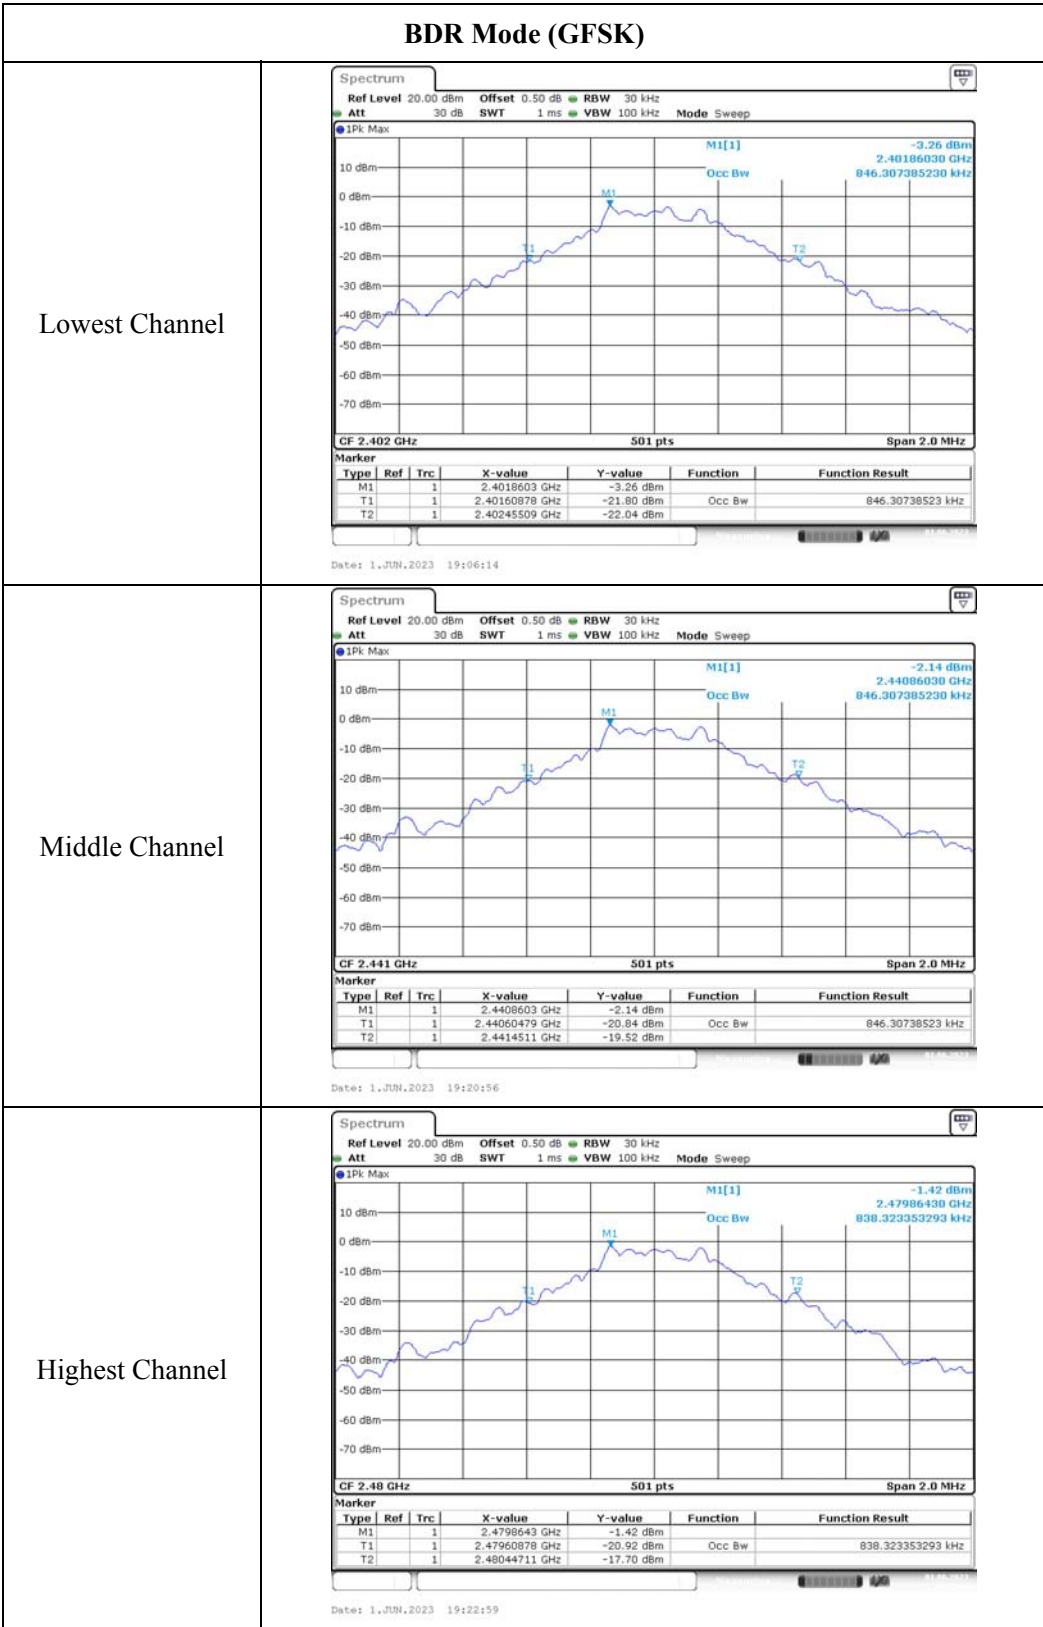 BDR Mode (GFSK)
Lowest Channel
Spectrum
Ref Level 20.00 dBm Offset 0.50 dB RBW 30 kHz
Att 30 dB SWT 1 ms VBW 100 kHz Mode Sweep
1Pk Max
M1[1] -3.26 dBm
2.40186030 GHz
Occ Bw 846.307385230 kHz
10 dBm
0 dBm
M1
-10 dBm
T1
T2
-20 dBm
-30 dBm
-40 dBm
-50 dBm
-60 dBm
-70 dBm
CF 2.402 GHz 501 pts Span 2.0 MHz
Marker
Type Ref Trc X-value Y-value Function Function Result
M1 1 2.4018603 GHz -3.26 dBm
T1 1 2.40160878 GHz -21.80 dBm Occ Bw 846.30738523 kHz
T2 1 2.40245509 GHz -22.04 dBm
Date: 1.JUN.2023 19:06:14
Middle Channel
Spectrum
Ref Level 20.00 dBm Offset 0.50 dB RBW 30 kHz
Att 30 dB SWT 1 ms VBW 100 kHz Mode Sweep
1Pk Max
M1[1] -2.14 dBm
2.44086030 GHz
Occ Bw 846.307385230 kHz
10 dBm
0 dBm
M1
-10 dBm
T1
T2
-20 dBm
-30 dBm
-40 dBm
-50 dBm
-60 dBm
-70 dBm
CF 2.441 GHz 501 pts Span 2.0 MHz
Marker
Type Ref Trc X-value Y-value Function Function Result
M1 1 2.4408603 GHz -2.14 dBm
T1 1 2.44060479 GHz -20.84 dBm Occ Bw 846.30738523 kHz
T2 1 2.4414511 GHz -19.52 dBm
Date: 1.JUN.2023 19:20:56
Highest Channel
Spectrum
Ref Level 20.00 dBm Offset 0.50 dB RBW 30 kHz
Att 30 dB SWT 1 ms VBW 100 kHz Mode Sweep
1Pk Max
M1[1] -1.42 dBm
2.47986430 GHz
Occ Bw 838.323353293 kHz
10 dBm
0 dBm
M1
-10 dBm
T1
T2
-20 dBm
-30 dBm
-40 dBm
-50 dBm
-60 dBm
-70 dBm
CF 2.48 GHz 501 pts Span 2.0 MHz
Marker
Type Ref Trc X-value Y-value Function Function Result
M1 1 2.4798643 GHz -1.42 dBm
T1 1 2.47960878 GHz -20.92 dBm Occ Bw 838.323353293 kHz
T2 1 2.48044711 GHz -17.70 dBm
Date: 1.JUN.2023 19:22:59